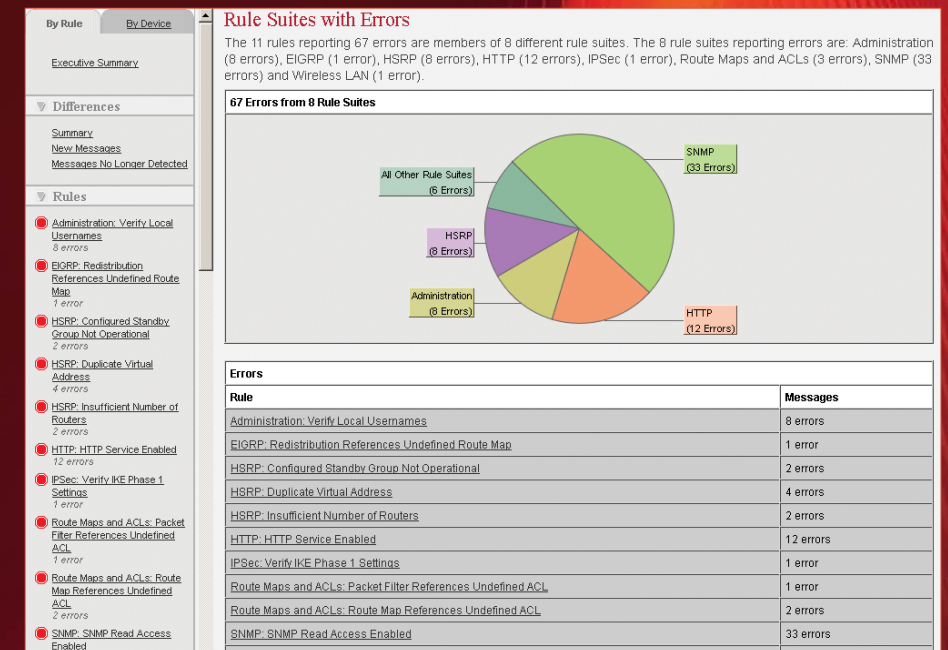 By Rule
By Device
Executive Summary
Differences
Summary
New Messages
Messages No Longer Detected
Rules
Administration: Verify Local
Usernames
8 errors
EIGRP: Redistribution
References Undefined Route
Map
1 error
HSRP: Configured Standby
Group Not Operational
2 errors
HSRP: Duplicate Virtual
Address
4 errors
HSRP: Insufficient Number of
Routers
2 errors
HTTP: HTTP Service Enabled
12 errors
IPSec: Verify IKE Phase 1
Settings
1 error
Route Maps and ACLs: Packet
Filter References Undefined
ACL
1 error
Route Maps and ACLs: Route
Map References Undefined
ACL
2 errors
SNMP: SNMP Read Access
Enabled
Rule Suites with Errors
The 11 rules reporting 67 errors are members of 8 different rule suites. The 8 rule suites reporting errors are: Administration
(8 errors), EIGRP (1 error), HSRP (8 errors), HTTP (12 errors), IPSec (1 error), Route Maps and ACLs (3 errors), SNMP (33
errors) and Wireless LAN (1 error).
67 Errors from 8 Rule Suites
SNMP
(33 Errors)
All Other Rule Suites
(6 Errors)
HSRP
(8 Errors)
Administration
(8 Errors)
HTTP
(12 Errors)
Errors
Rule Messages
Administration: Verify Local Usernames 8 errors
EIGRP: Redistribution References Undefined Route Map 1 error
HSRP: Configured Standby Group Not Operational 2 errors
HSRP: Duplicate Virtual Address 4 errors
HSRP: Insufficient Number of Routers 2 errors
HTTP: HTTP Service Enabled 12 errors
IPSec: Verify IKE Phase 1 Settings 1 error
Route Maps and ACLs: Packet Filter References Undefined ACL 1 error
Route Maps and ACLs: Route Map References Undefined ACL 2 errors
SNMP: SNMP Read Access Enabled 33 errors